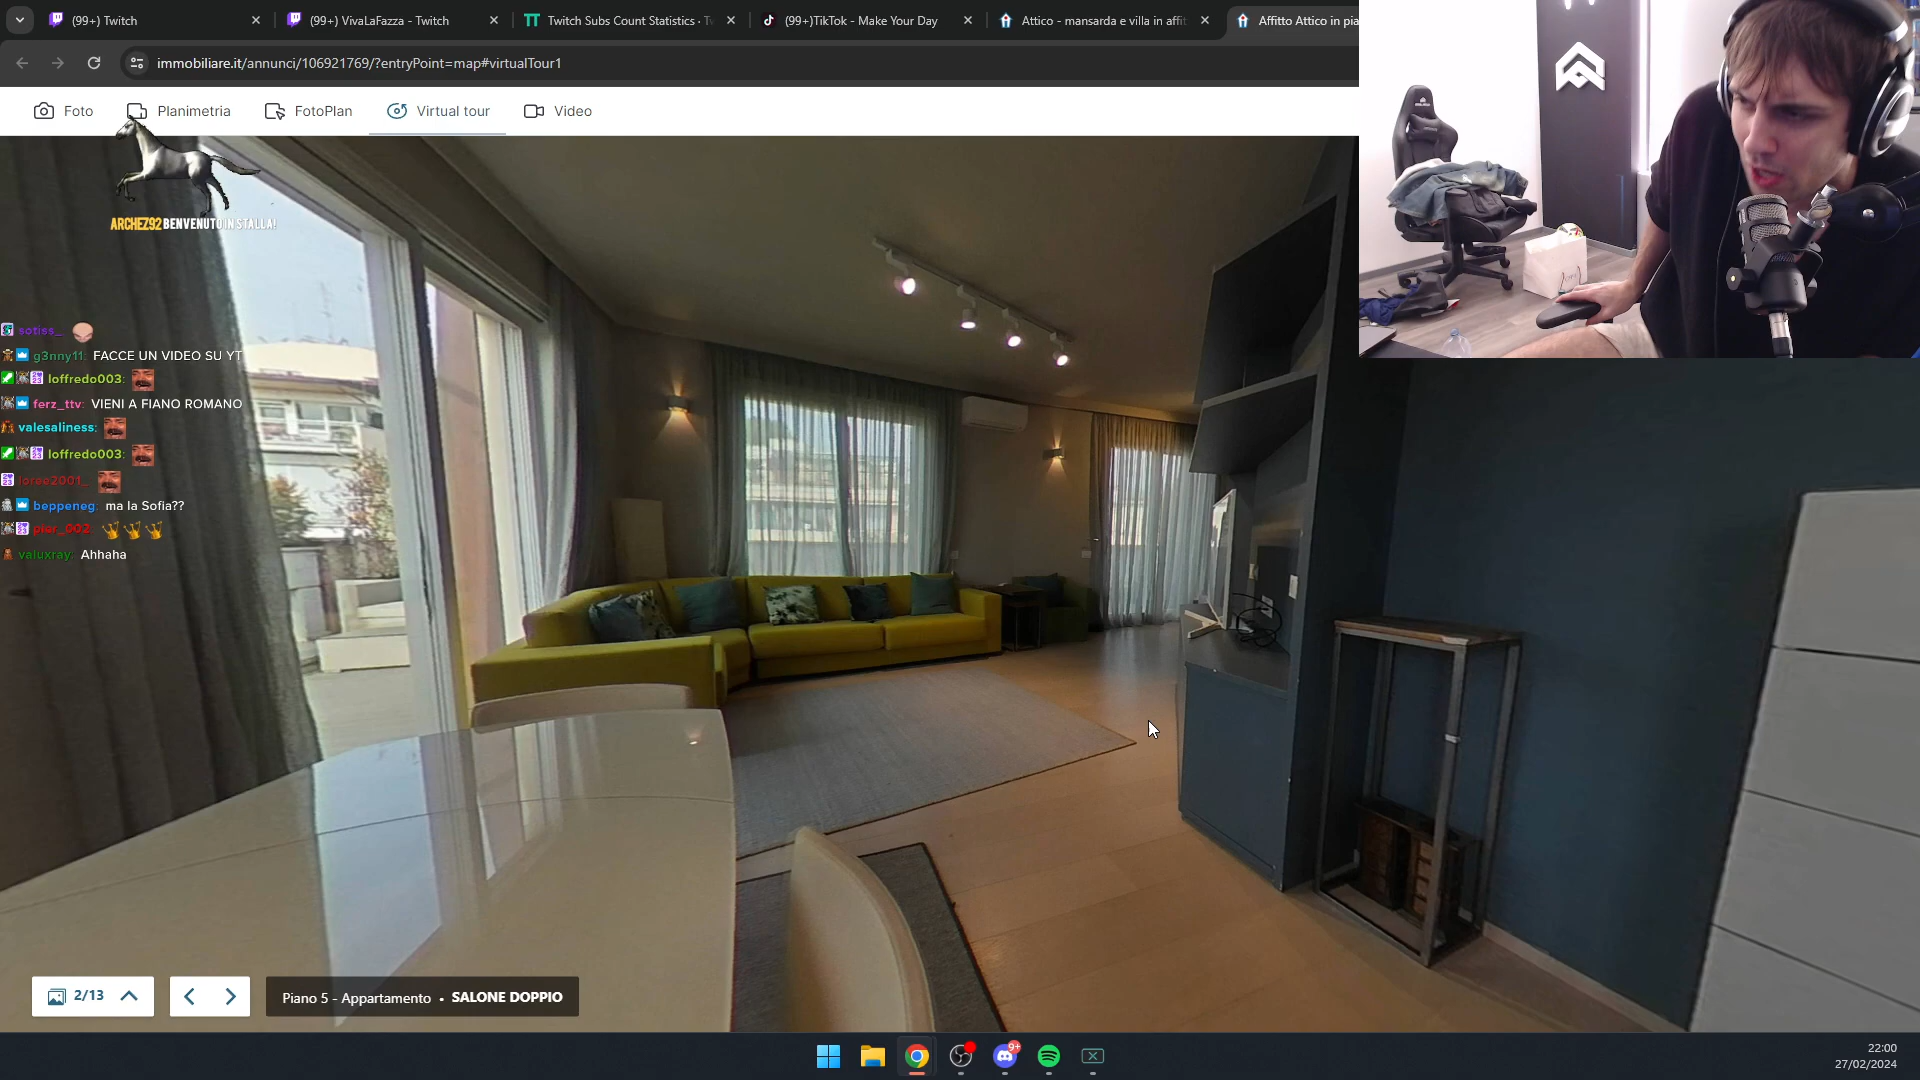 (99+) Twitch
(99+) VivaLaFazza - Twitch
Twitch Subs Count Statistics
(99+)TikTok - Make Your Day
Attico - mansarda e villa in affit
Affitto Attico in pia
immobiliare.it/annunci/106921769/?entryPoint=map#virtualTour1
Foto
Planimetria
FotoPlan
Virtual tour
Video
ARCHEZ92 BENVENUTO IN STALLA!
sotiss_
g3nny11: FACCE UN VIDEO SU YT
loffredo003:
ferz_ttv: VIENI A FIANO ROMANO
valesaliness:
loffredo003:
loree2001_
beppeneg: ma la Sofia??
pier_002:
valuxray: Ahhaha
2/13
Piano 5 - Appartamento • SALONE DOPPIO
9+
22:00
27/02/2024